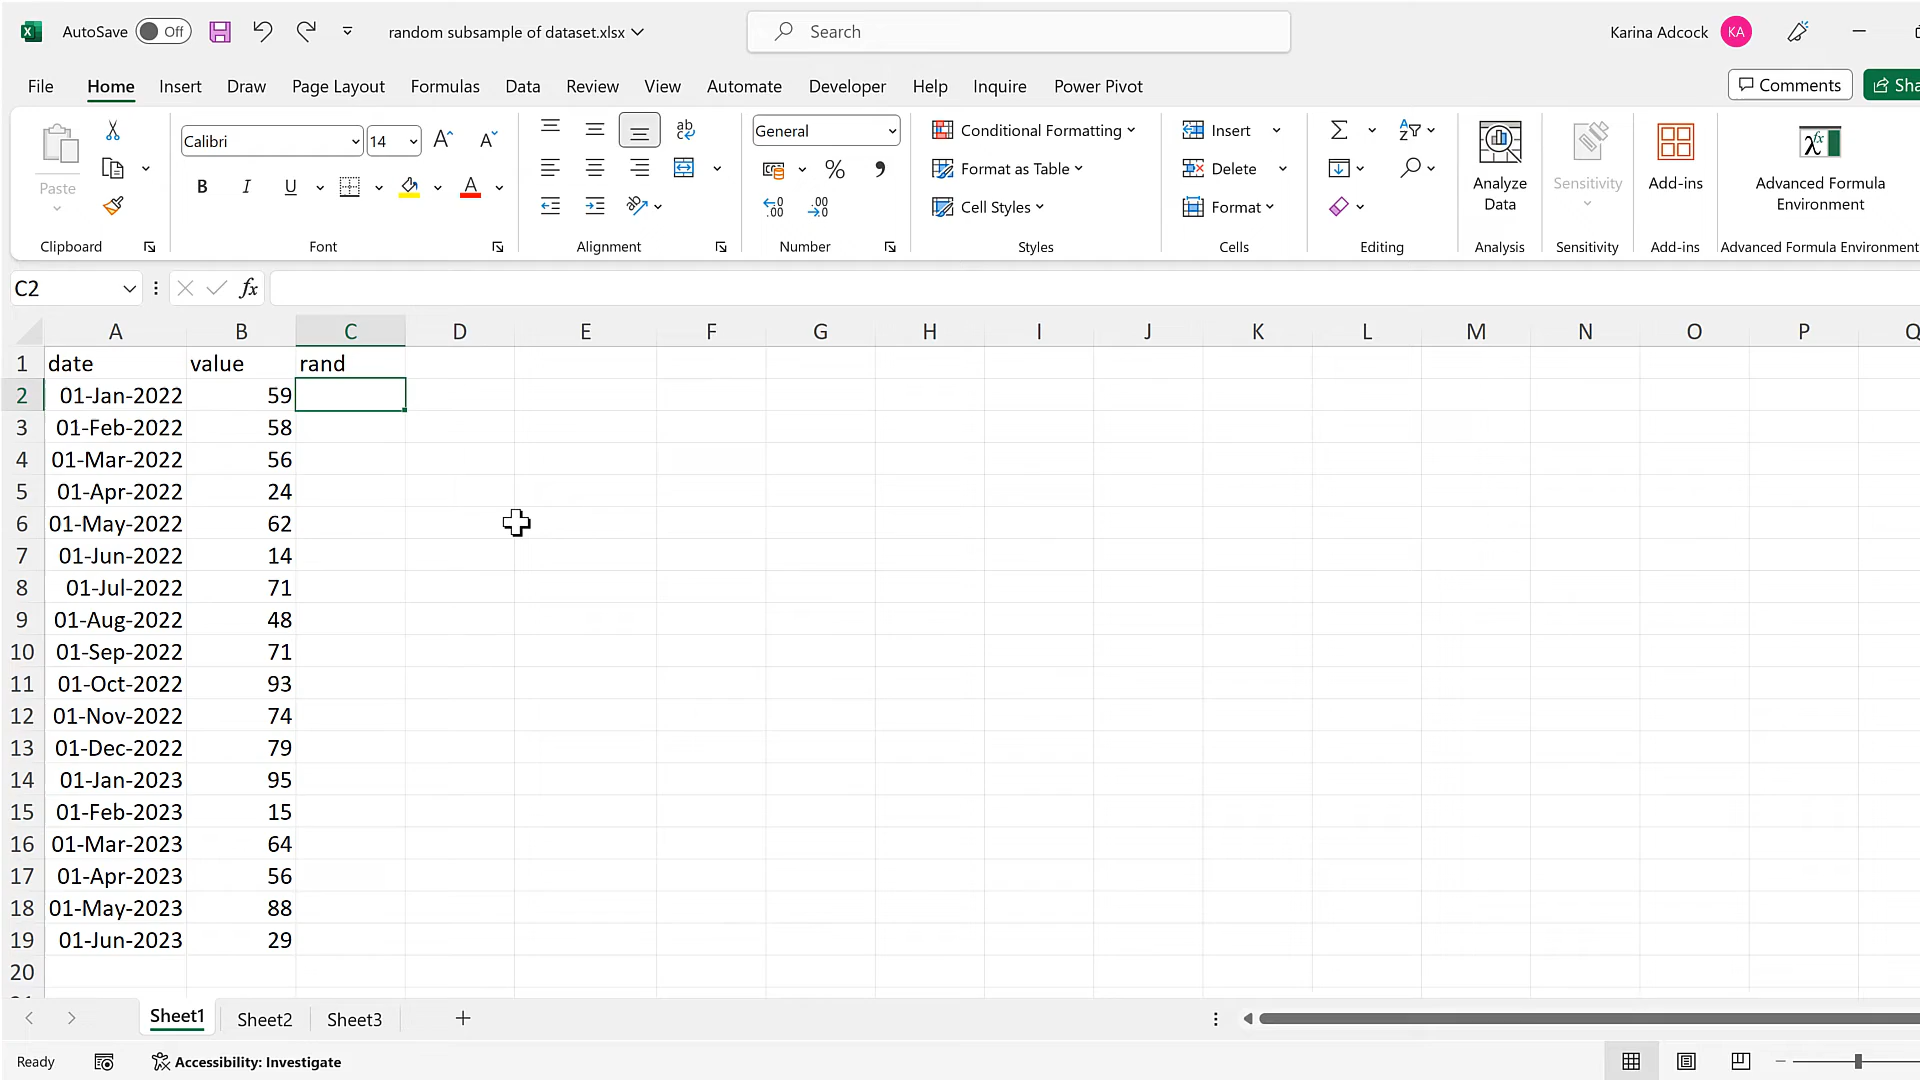 AutoSave Off random subsample of dataset.xlsx Search Karina Adcock KA
File Home Insert Draw Page Layout Formulas Data Review View Automate Developer Help Inquire Power Pivot Comments Sha
Paste
Clipboard
Calibri 14
B I U A
Font
ab
Alignment
General
% 
Number
Conditional Formatting
Format as Table
Cell Styles
Styles
Insert
Delete
Format
Cells
Editing
Analyze
Data
Analysis
Sensitivity
Sensitivity
Add-ins
Add-ins
Advanced Formula
Environment
Advanced Formula Environment
C2 fx
A B C D E F G H I J K L M N O P Q
1 date value rand
2 01-Jan-2022 59
3 01-Feb-2022 58
4 01-Mar-2022 56
5 01-Apr-2022 24
6 01-May-2022 62
7 01-Jun-2022 14
8 01-Jul-2022 71
9 01-Aug-2022 48
10 01-Sep-2022 71
11 01-Oct-2022 93
12 01-Nov-2022 74
13 01-Dec-2022 79
14 01-Jan-2023 95
15 01-Feb-2023 15
16 01-Mar-2023 64
17 01-Apr-2023 56
18 01-May-2023 88
19 01-Jun-2023 29
20
Sheet1 Sheet2 Sheet3
Ready Accessibility: Investigate